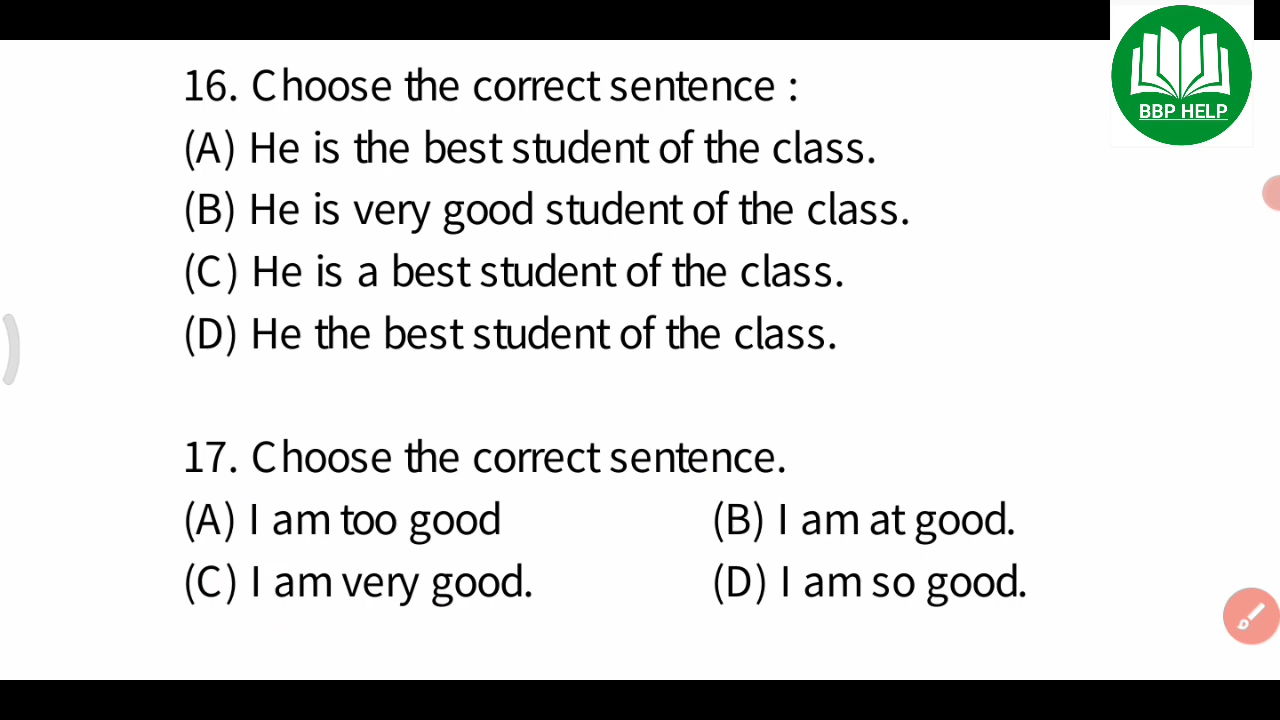 BBP HELP
16. Choose the correct sentence :
(A) He is the best student of the class.
(B) He is very good student of the class.
(C) He is a best student of the class.
(D) He the best student of the class.
17. Choose the correct sentence.
(A) I am too good (B) I am at good.
(C) I am very good. (D) I am so good.